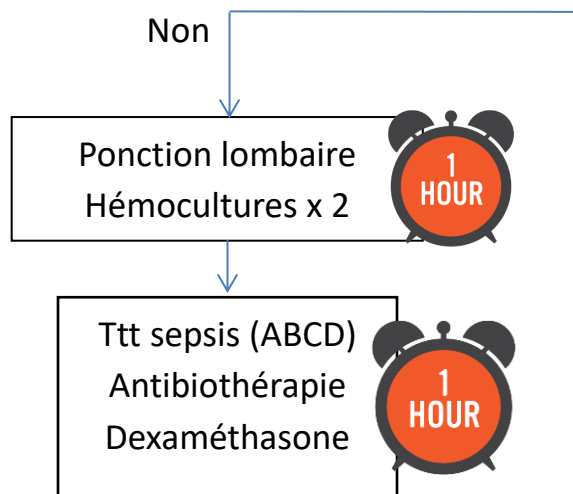 Non
Ponction lombaire
Hémocultures x 2
1
HOUR
Ttt sepsis (ABCD)
Antibiothérapie
Dexaméthasone
1
HOUR